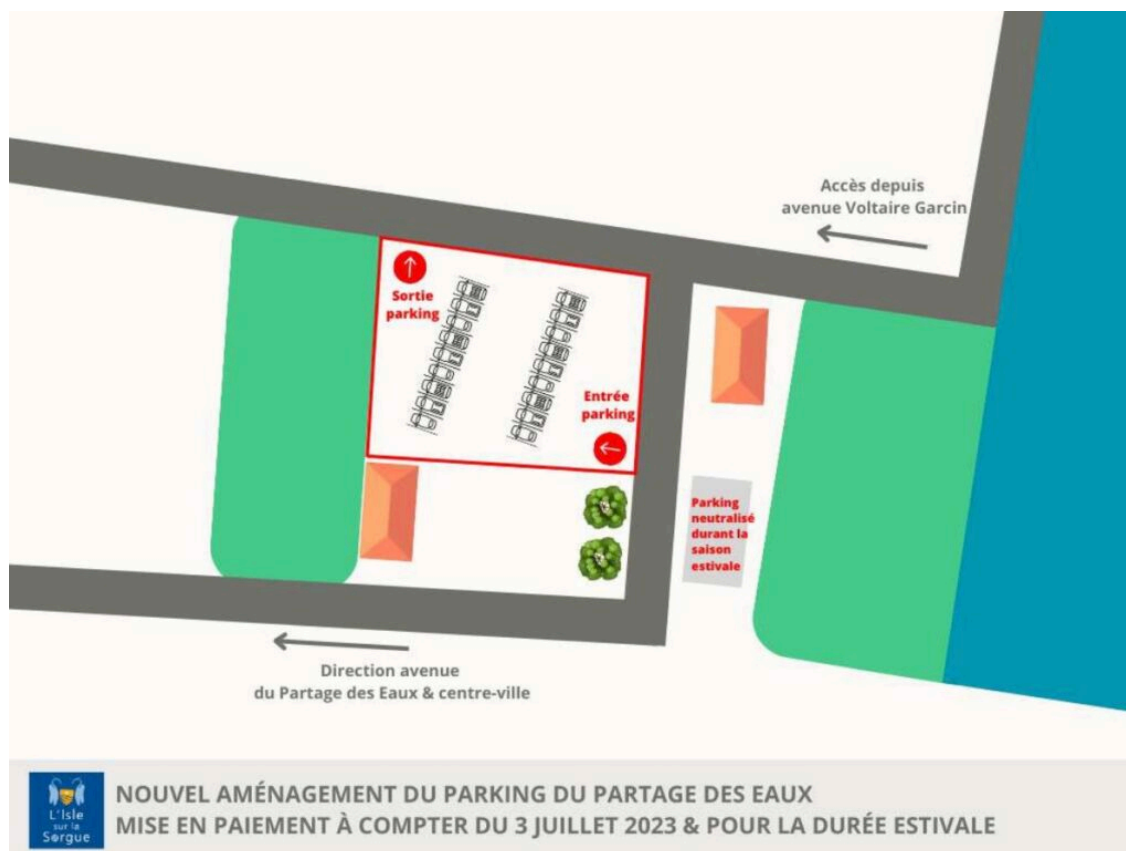 Accès depuis
avenue Voltaire Garcin
Sortie
parking
Entrée
parking
Parking
neutralisé
durant la
saison
estivale
Direction avenue
du Partage des Eaux & centre-ville
L'Isle
sur la
Sorgue
NOUVEL AMÉNAGEMENT DU PARKING DU PARTAGE DES EAUX
MISE EN PAIEMENT À COMPTER DU 3 JUILLET 2023 & POUR LA DURÉE ESTIVALE